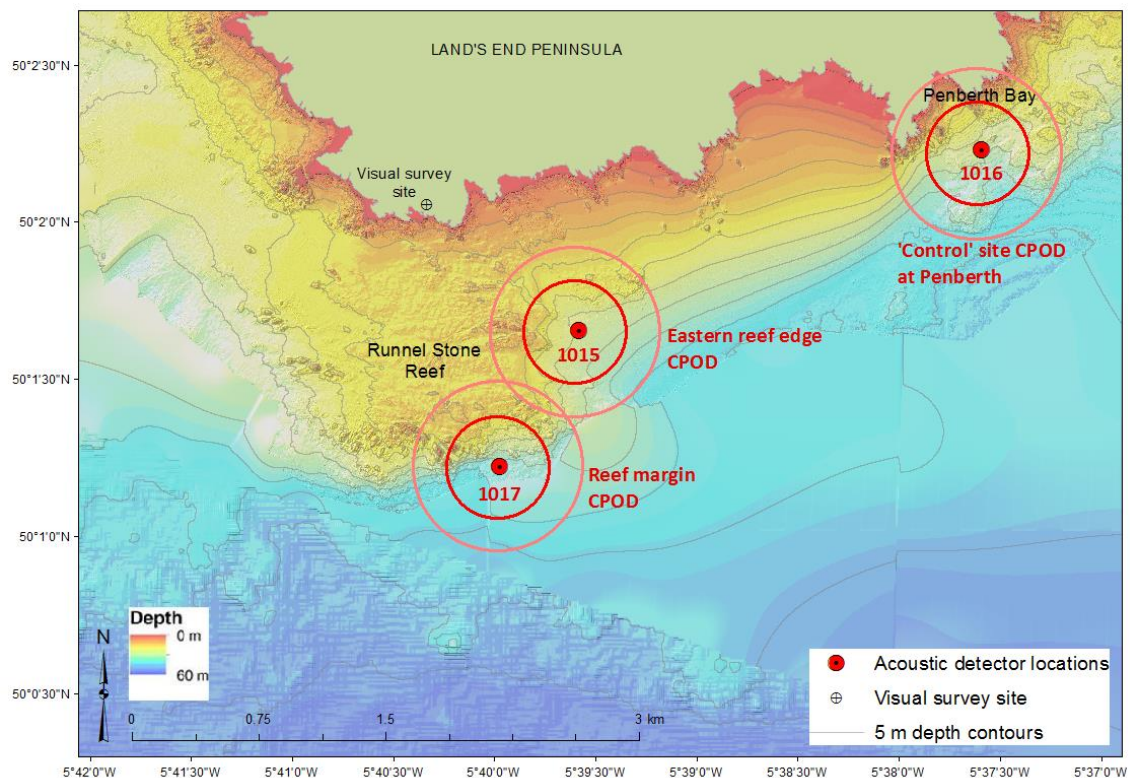 LAND'S END PENINSULA
50°2'30"N
Penberth Bay
Visual survey
site
1016
50°2'0"N
'Control' site CPOD
at Penberth
1015
Eastern reef edge
CPOD
Runnel Stone
Reef
50°1'30"N
1017
Reef margin
CPOD
50°1'0"N
Depth
0 m
60 m
N
Acoustic detector locations
Visual survey site
5 m depth contours
50°0'30"N
0 0.75 1.5 3 km
5°42'0"W 5°41'30"W 5°41'0"W 5°40'30"W 5°40'0"W 5°39'30"W 5°39'0"W 5°38'30"W 5°38'0"W 5°37'30"W 5°37'0"W